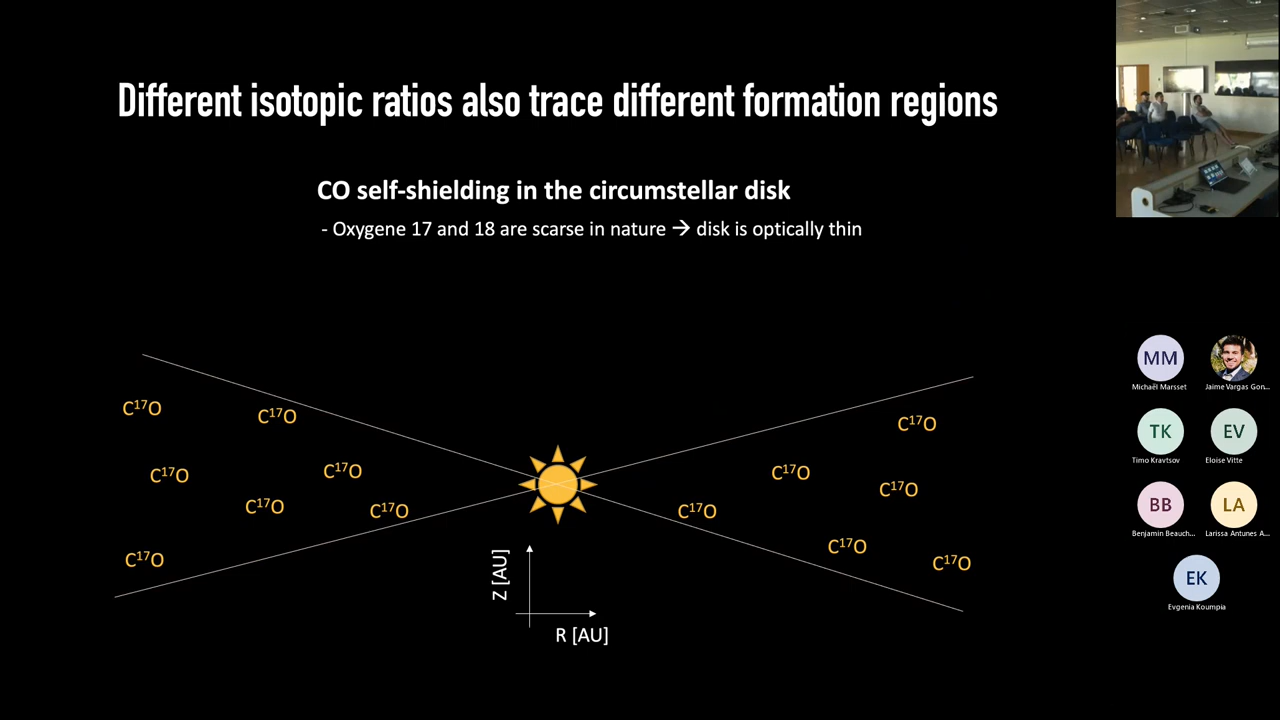 Different isotopic ratios also trace different formation regions
CO self-shielding in the circumstellar disk
- Oxygene 17 and 18 are scarse in nature → disk is optically thin
C¹⁷O
C¹⁷O
C¹⁷O
C¹⁷O
C¹⁷O
C¹⁷O
C¹⁷O
C¹⁷O
C¹⁷O
C¹⁷O
C¹⁷O
C¹⁷O
C¹⁷O
Z [AU]
R [AU]
MM
Michaël Marsset
Jaime Vargas Gon...
TK
Timo Kravtsov
EV
Eloise Vitte
BB
Benjamin Beauch...
LA
Larissa Antunes A...
EK
Evgenia Koumpia